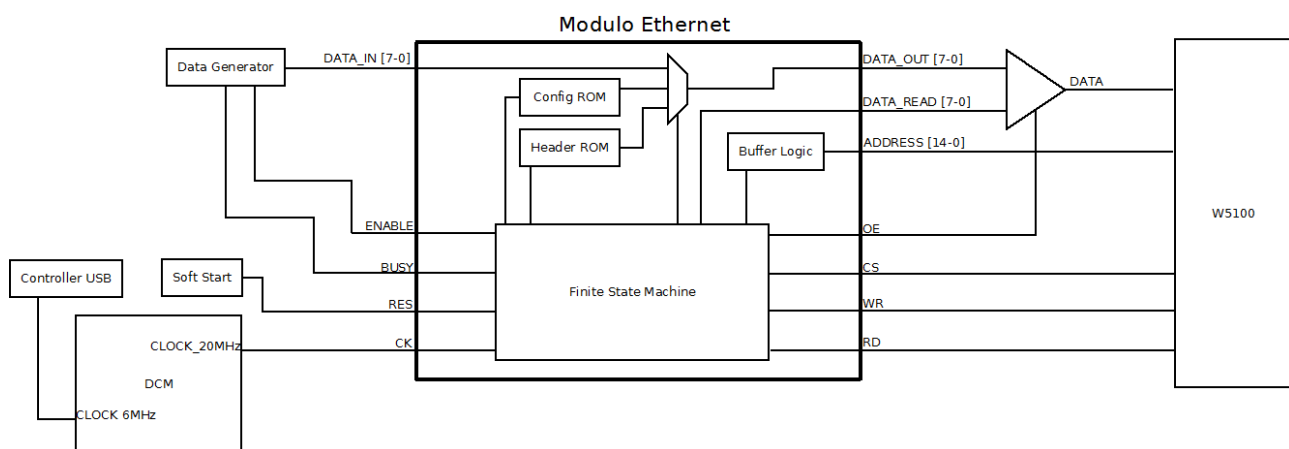 Modulo Ethernet
Data Generator
DATA_IN [7-0]
DATA_OUT [7-0]
DATA
Config ROM
DATA_READ [7-0]
Header ROM
Buffer Logic
ADDRESS [14-0]
W5100
ENABLE
OE
BUSY
CS
Controller USB
Soft Start
Finite State Machine
RES
WR
CLOCK_20MHz
CK
RD
DCM
CLOCK 6MHz